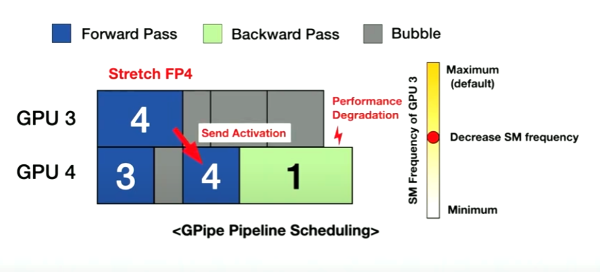 Forward Pass
Backward Pass
Bubble
Stretch FP4
GPU 3
4
Send Activation
Performance
Degradation
GPU 4
3
4
1
<GPipe Pipeline Scheduling>
SM Frequency of GPU 3
Maximum
(default)
Decrease SM frequency
Minimum